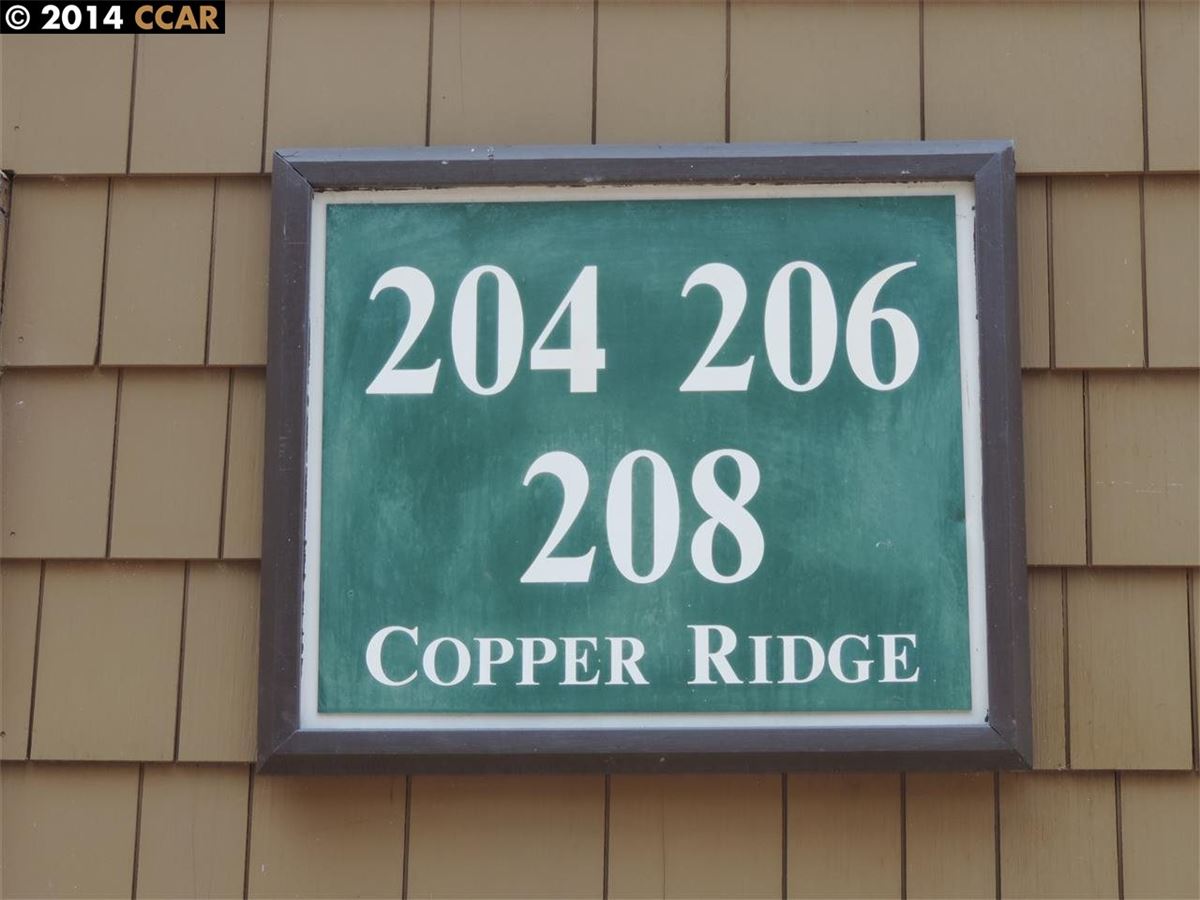 © 2014 CCAR
204 206
208
COPPER RIDGE